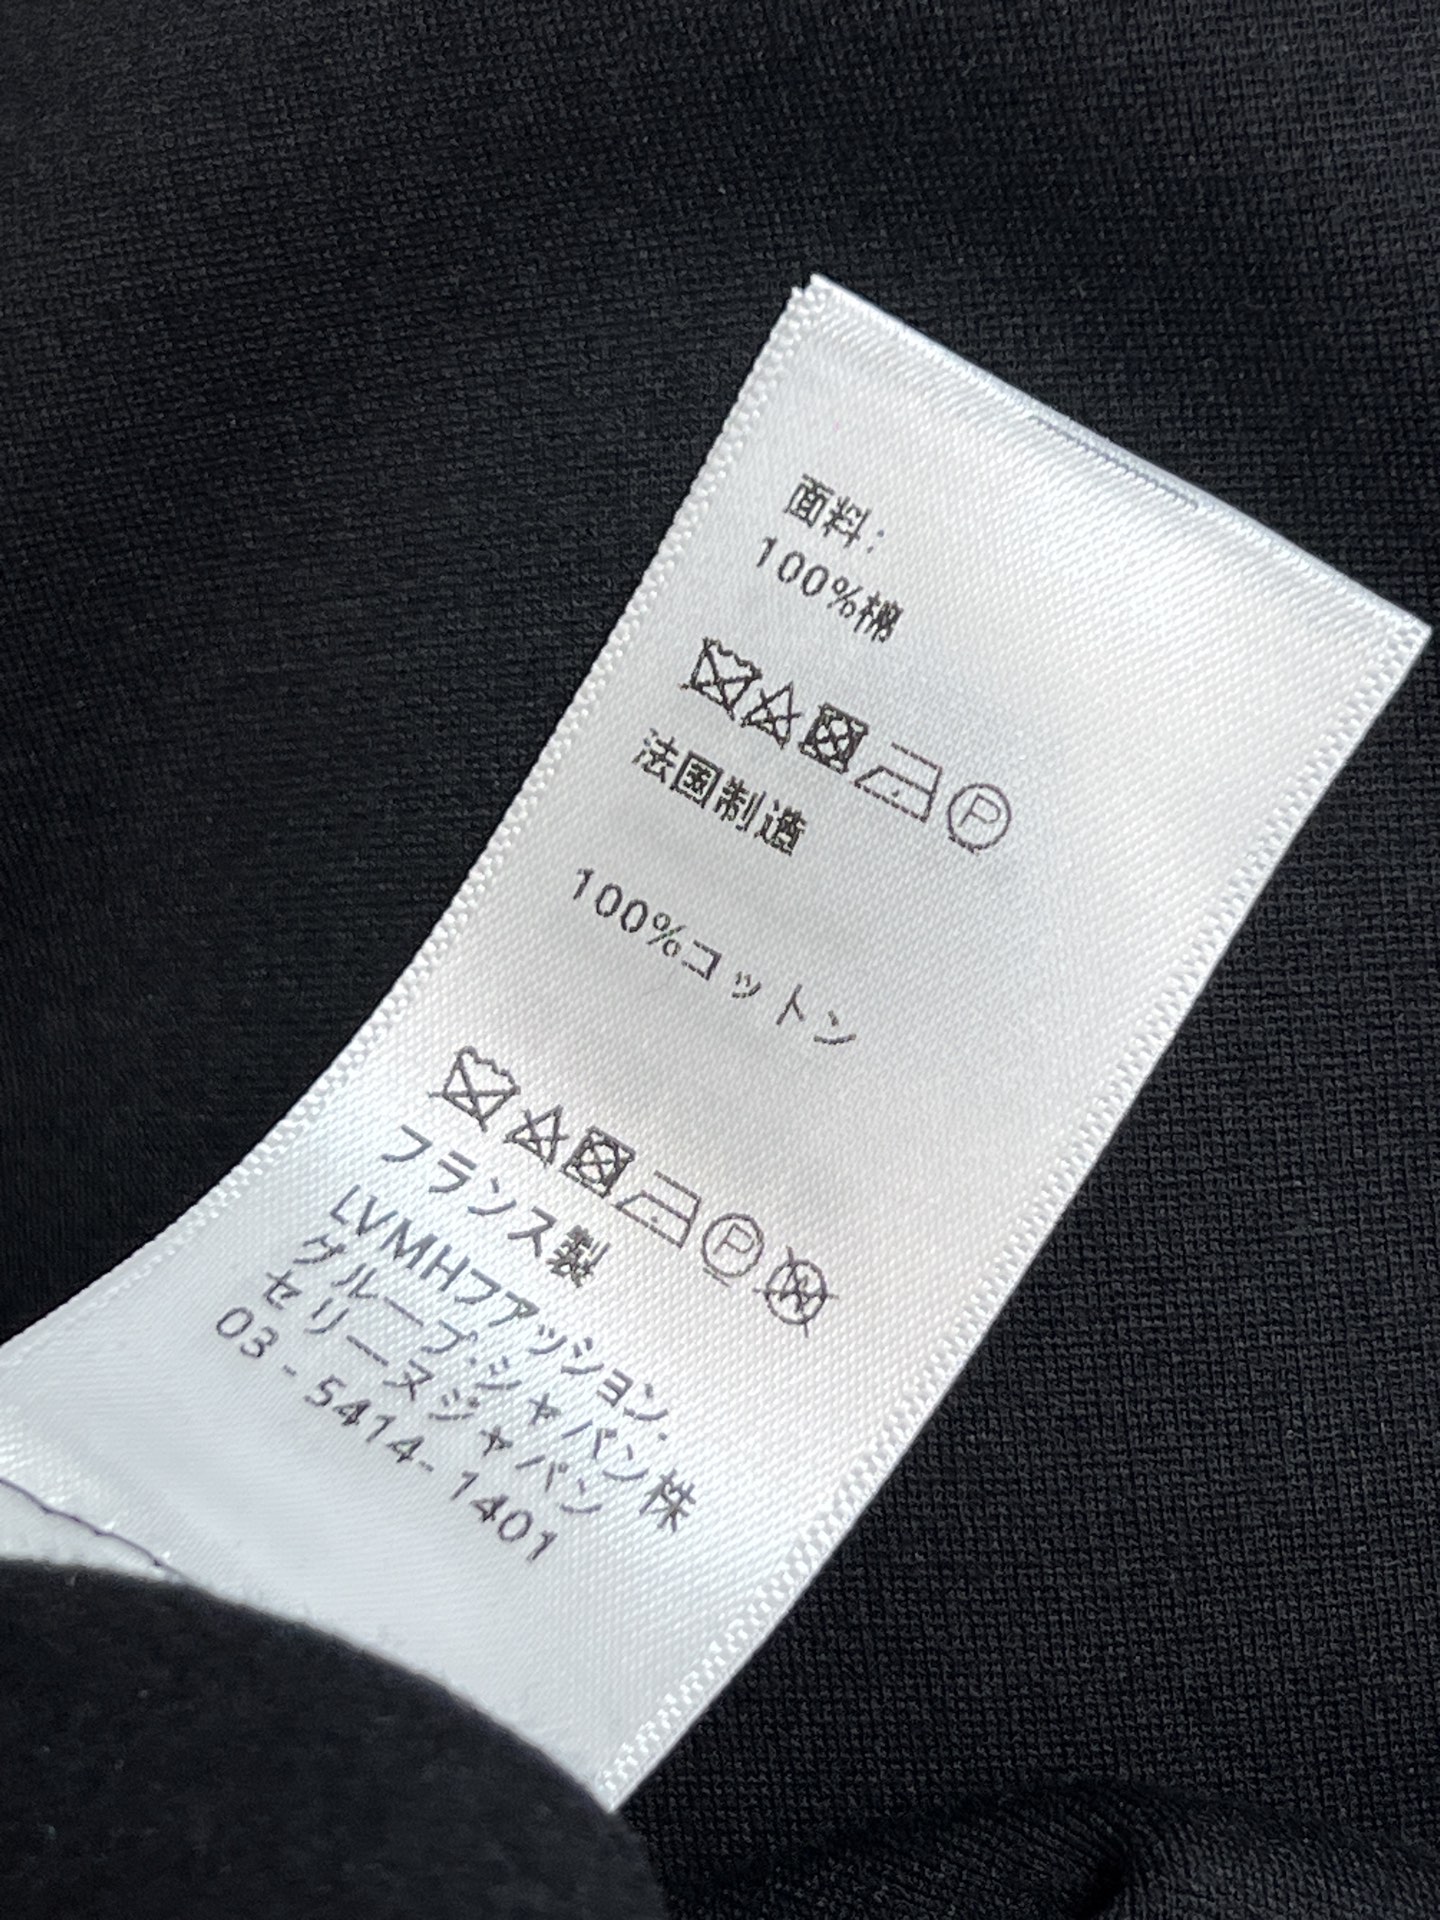 面料:
100%棉
P
法国制造
100%コットン
P W
フランス製
LVMHファッション・
グループ・ジャパン株
セリーヌジャパン
03-5414-1401